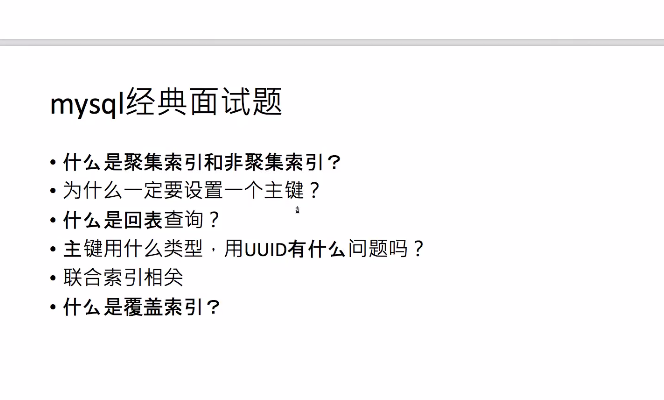 mysql经典面试题
• 什么是聚集索引和非聚集索引？
• 为什么一定要设置一个主键？
• 什么是回表查询？
• 主键用什么类型，用UUID有什么问题吗？
• 联合索引相关
• 什么是覆盖索引？